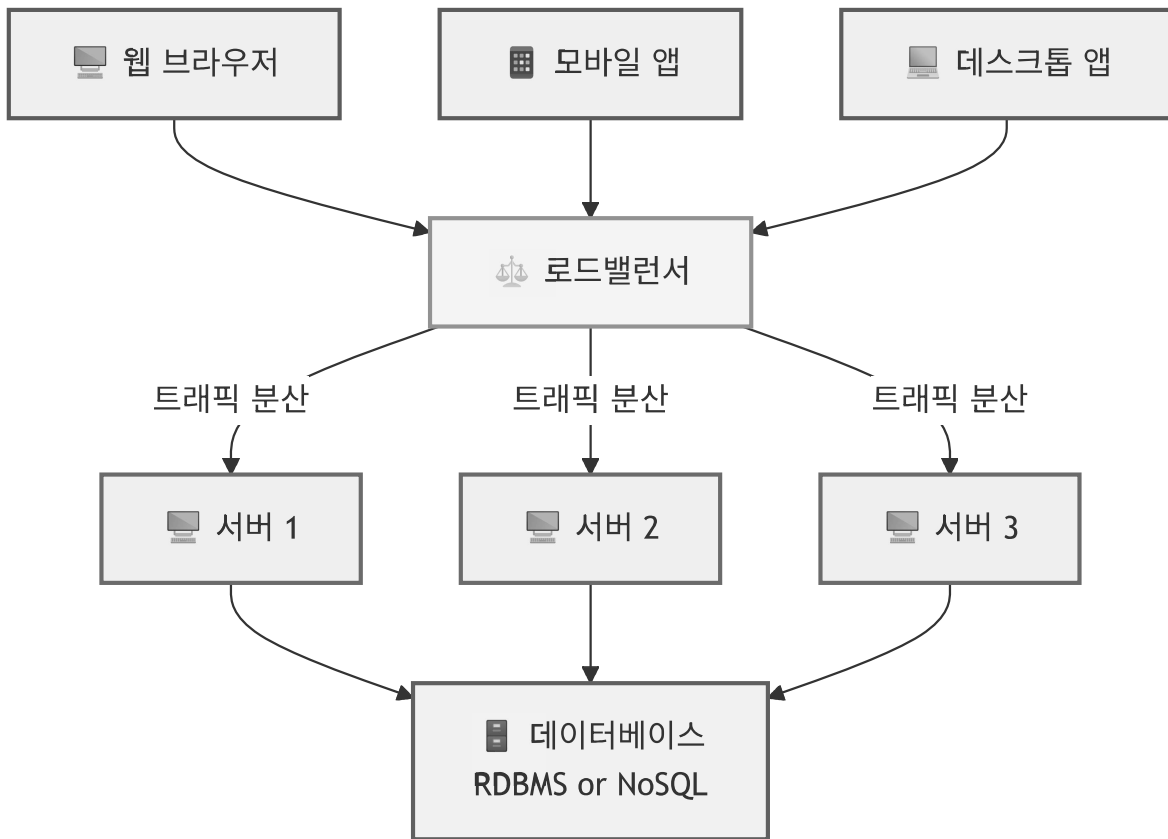 웹 브라우저
모바일 앱
데스크톱 앱
로드밸런서
트래픽 분산
트래픽 분산
트래픽 분산
서버 1
서버 2
서버 3
데이터베이스
RDBMS or NoSQL